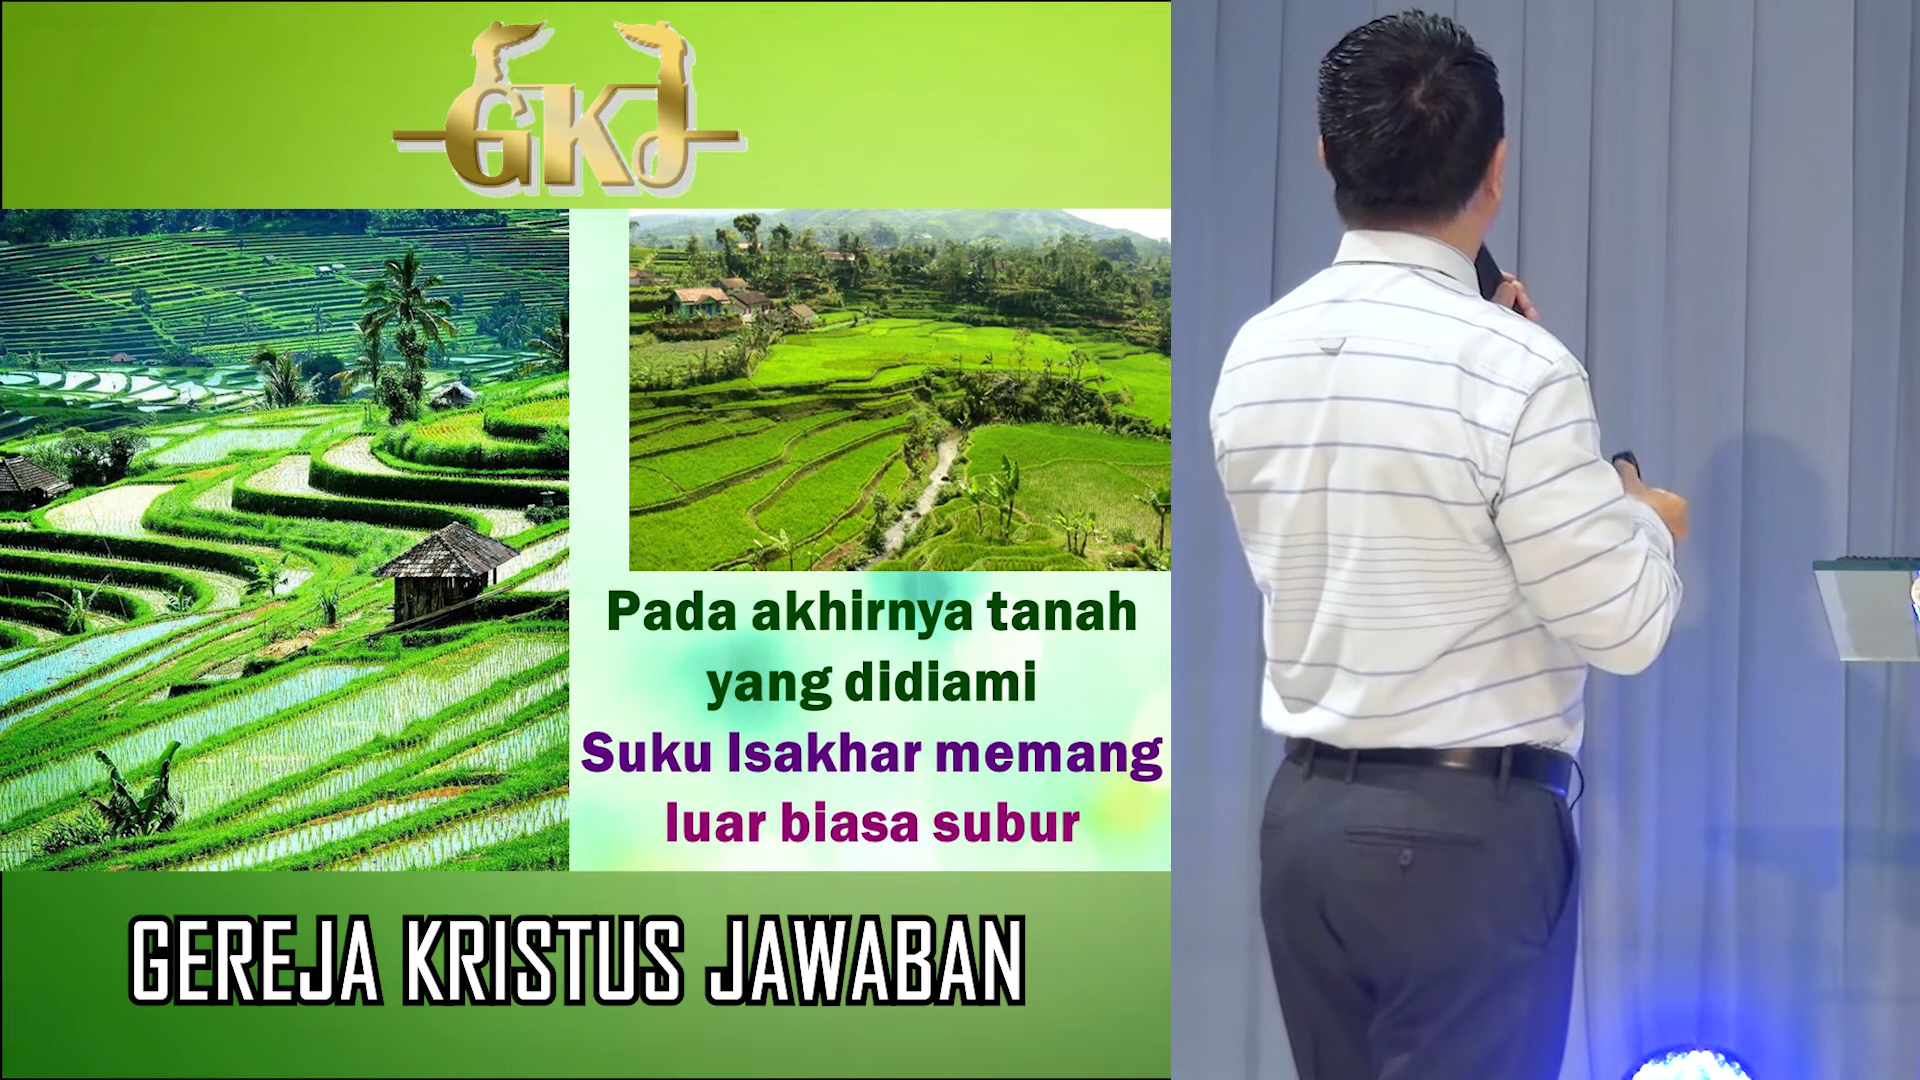 GKJ
Pada akhirnya tanah
yang didiami
Suku Isakhar memang
luar biasa subur
GEREJA KRISTUS JAWABAN